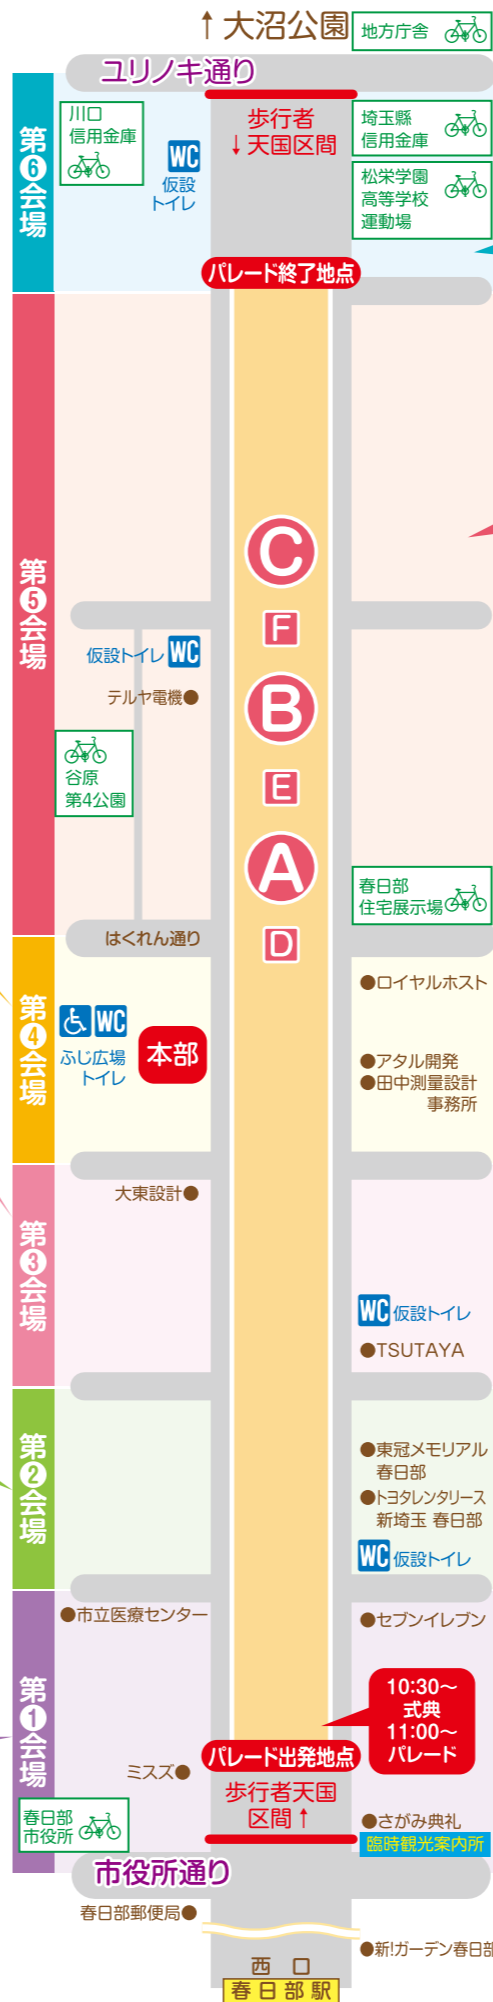 ↑大沼公園
地方庁舎
ユリノキ通り
第6会場
川口
信用金庫
WC
仮設
トイレ
歩行者
↓天国区間
埼玉縣
信用金庫
松栄学園
高等学校
運動場
パレード終了地点
第5会場
C
F
仮設トイレ WC
テルヤ電機●
B
谷原
第4公園
E
A
春日部
住宅展示場
D
はくれん通り
第4会場
WC
ふじ広場
トイレ
本部
●ロイヤルホスト
●アタル開発
●田中測量設計
事務所
第3会場
大東設計●
WC 仮設トイレ
●TSUTAYA
第2会場
●東冠メモリアル
春日部
●トヨタレンタリース
新埼玉 春日部
WC 仮設トイレ
第1会場
●市立医療センター
●セブンイレブン
10:30~
式典
11:00~
パレード
パレード出発地点
ミスズ●
歩行者天国
区間↑
春日部
市役所
●さがみ典礼
臨時観光案内所
市役所通り
春日部郵便局●
●新!ガーデン春日部
西口
春日部駅